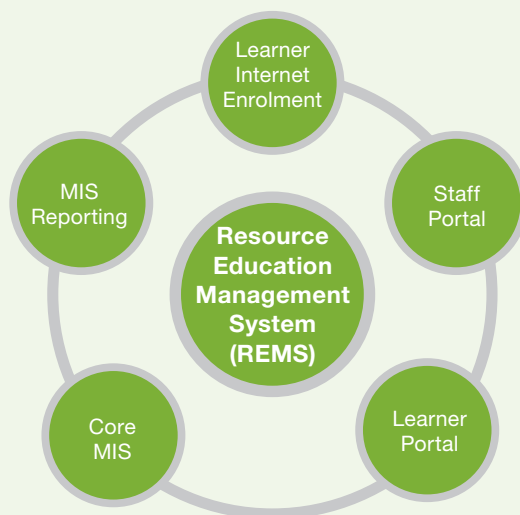 Learner
Internet
Enrolment
Staff
Portal
Learner
Portal
Core
MIS
MIS
Reporting
Resource
Education
Management
System
(REMS)